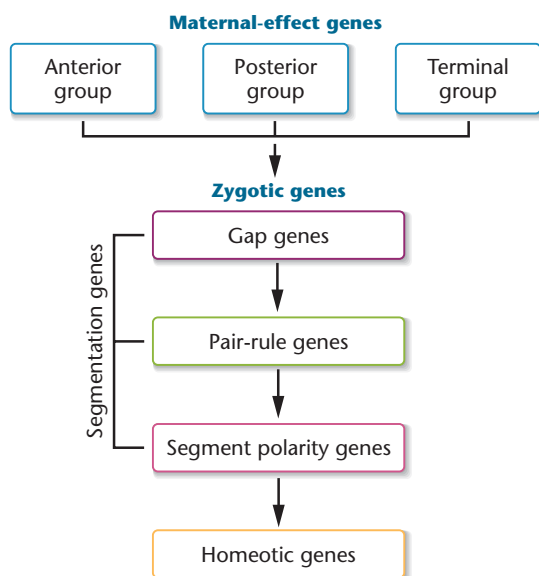 Maternal-effect genes
Anterior
group
Posterior
group
Terminal
group
Zygotic genes
Segmentation genes
Gap genes
Pair-rule genes
Segment polarity genes
Homeotic genes